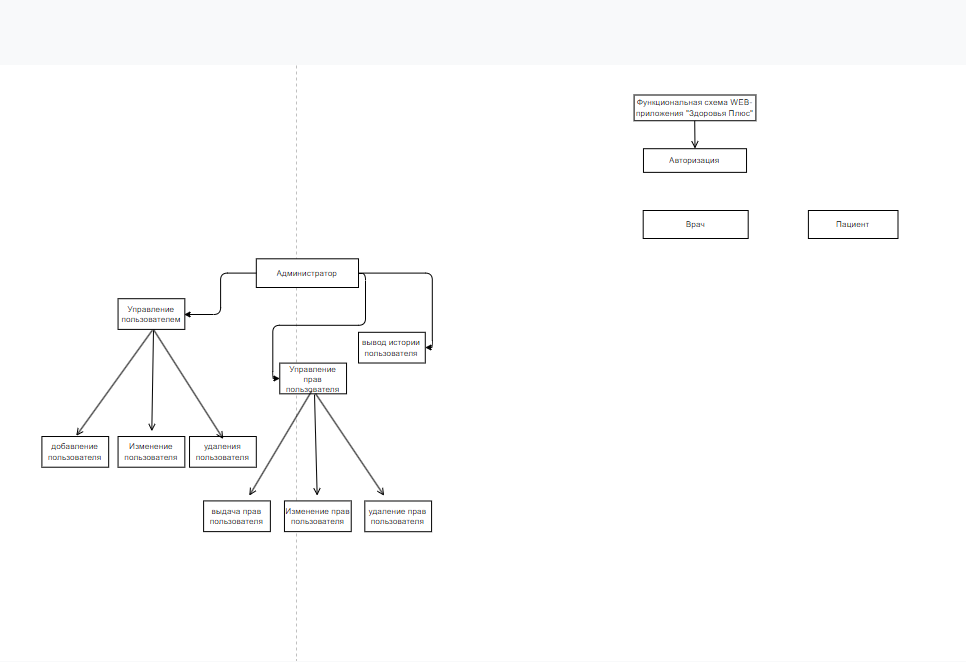 Функциональная схема WEB-
приложения "Здоровья Плюс"
Авторизация
Врач
Пациент
Администратор
Управление
пользователем
вывод истории
пользователя
Управление
прав
пользователя
добавление
пользователя
Изменение
пользователя
удаления
пользователя
выдача прав
пользователя
Изменение прав
пользователя
удаление прав
пользователя